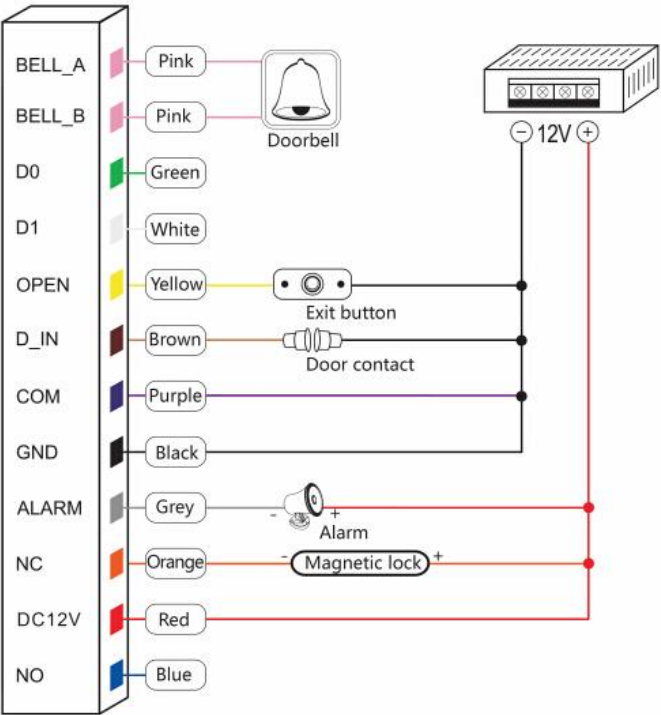 BELL_A Pink
Doorbell
BELL_B Pink
− 12V +
D0 Green
D1 White
OPEN Yellow
Exit button
D_IN Brown
Door contact
COM Purple
GND Black
ALARM Grey - +
Alarm
NC Orange - Magnetic lock +
DC12V Red
NO Blue